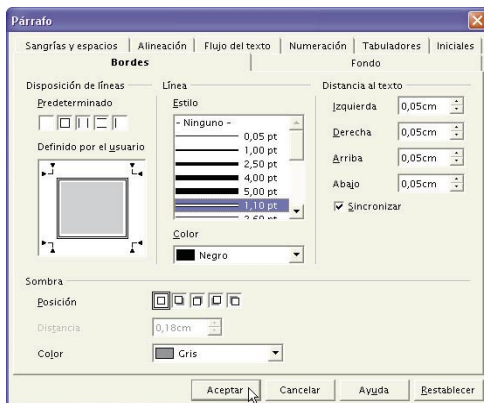 Párrafo
Sangrías y espacios Alineación Flujo del texto Numeración Tabuladores Iniciales
Bordes Fondo
Disposición de líneas
Predeterminado
Definido por el usuario
Línea
Estilo
- Ninguno -
0,05 pt
1,00 pt
2,50 pt
4,00 pt
5,00 pt
1,10 pt
2,60 pt
Color
Negro
Distancia al texto
Izquierda 0,05cm
Derecha 0,05cm
Arriba 0,05cm
Abajo 0,05cm
Sincronizar
Sombra
Posición
Distancia 0,18cm
Color Gris
Aceptar Cancelar Ayuda Restablecer